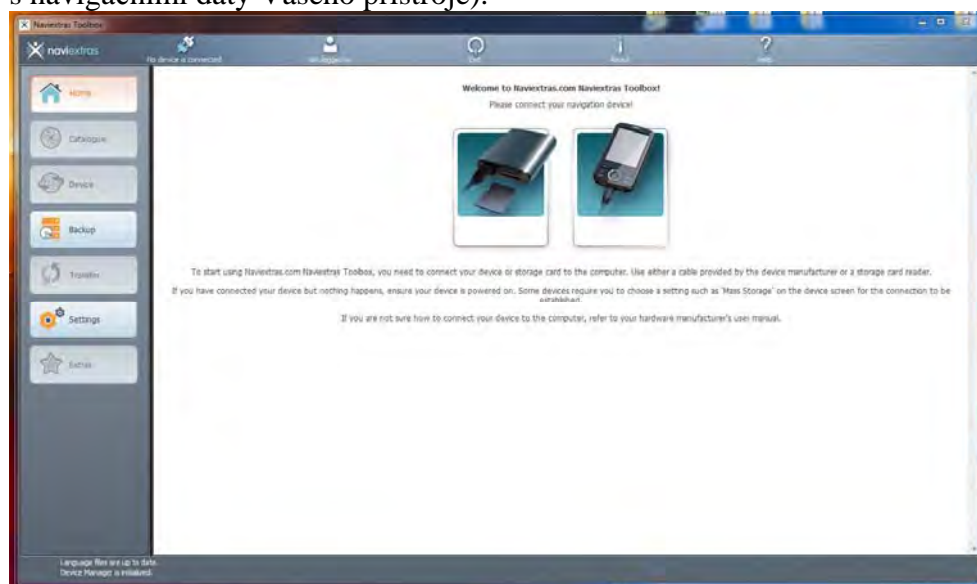 s navigačními daty Vašeho přístroje).
Naviextras Toolbox
naviextras
No device is connected
Not logged in
Exit
About
Help
Home
Catalogue
Device
Backup
Transfer
Settings
Extras
Welcome to Naviextras.com Naviextras Toolbox!
Please connect your navigation device!
To start using Naviextras.com Naviextras Toolbox, you need to connect your device or storage card to the computer. Use either a cable provided by the device manufacturer or a storage card reader.
If you have connected your device but nothing happens, ensure your device is powered on. Some devices require you to choose a setting such as 'Mass Storage' on the device screen for the connection to be
established.
If you are not sure how to connect your device to the computer, refer to your hardware manufacturer's user manual.
Language files are up to date.
Device Manager is initialized.